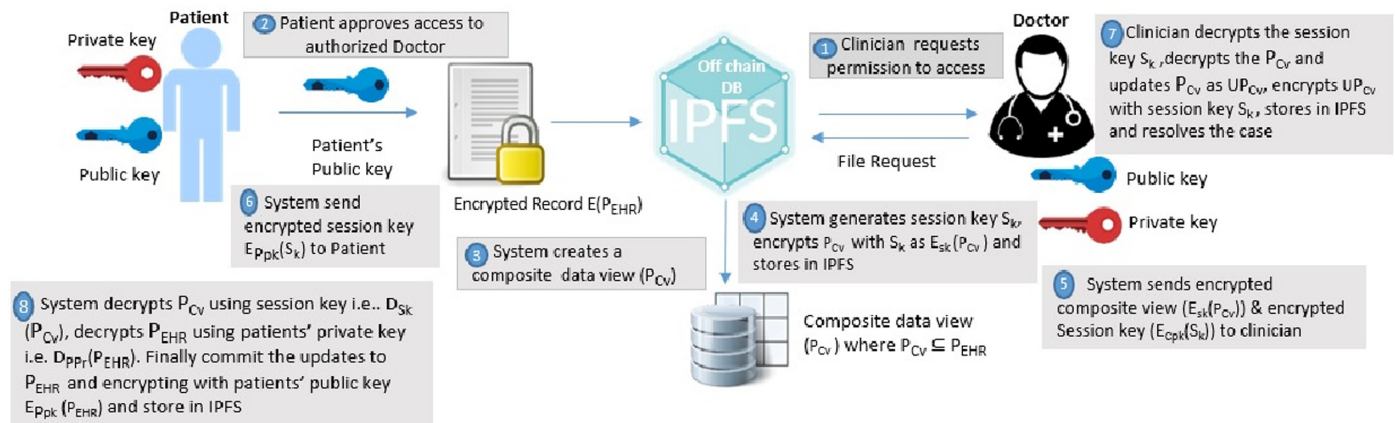 Patient
Private key
Public key
2 Patient approves access to
authorized Doctor
Patient's
Public key
6 System send
encrypted session key
Eppk(Sk) to Patient
Encrypted Record E(PEHR)
3 System creates a
composite data view (PCv)
Off chain
DB
IPFS
1 Clinician requests
permission to access
File Request
Doctor
7 Clinician decrypts the session
key Sk ,decrypts the PCv and
updates PCv as UPCv, encrypts UPCv
with session key Sk, stores in IPFS
and resolves the case
Public key
Private key
4 System generates session key Sk,
encrypts PCv with Sk as Esk(PCv) and
stores in IPFS
5 System sends encrypted
composite view (Esk(PCv)) & encrypted
Session key (ECpk(Sk)) to clinician
Composite data view
(PCv) where PCv ⊆ PEHR
8 System decrypts PCv using session key i.e.. DSk
(PCv), decrypts PEHR using patients' private key
i.e. DPPr(PEHR). Finally commit the updates to
PEHR and encrypting with patients' public key
Eppk (PEHR) and store in IPFS